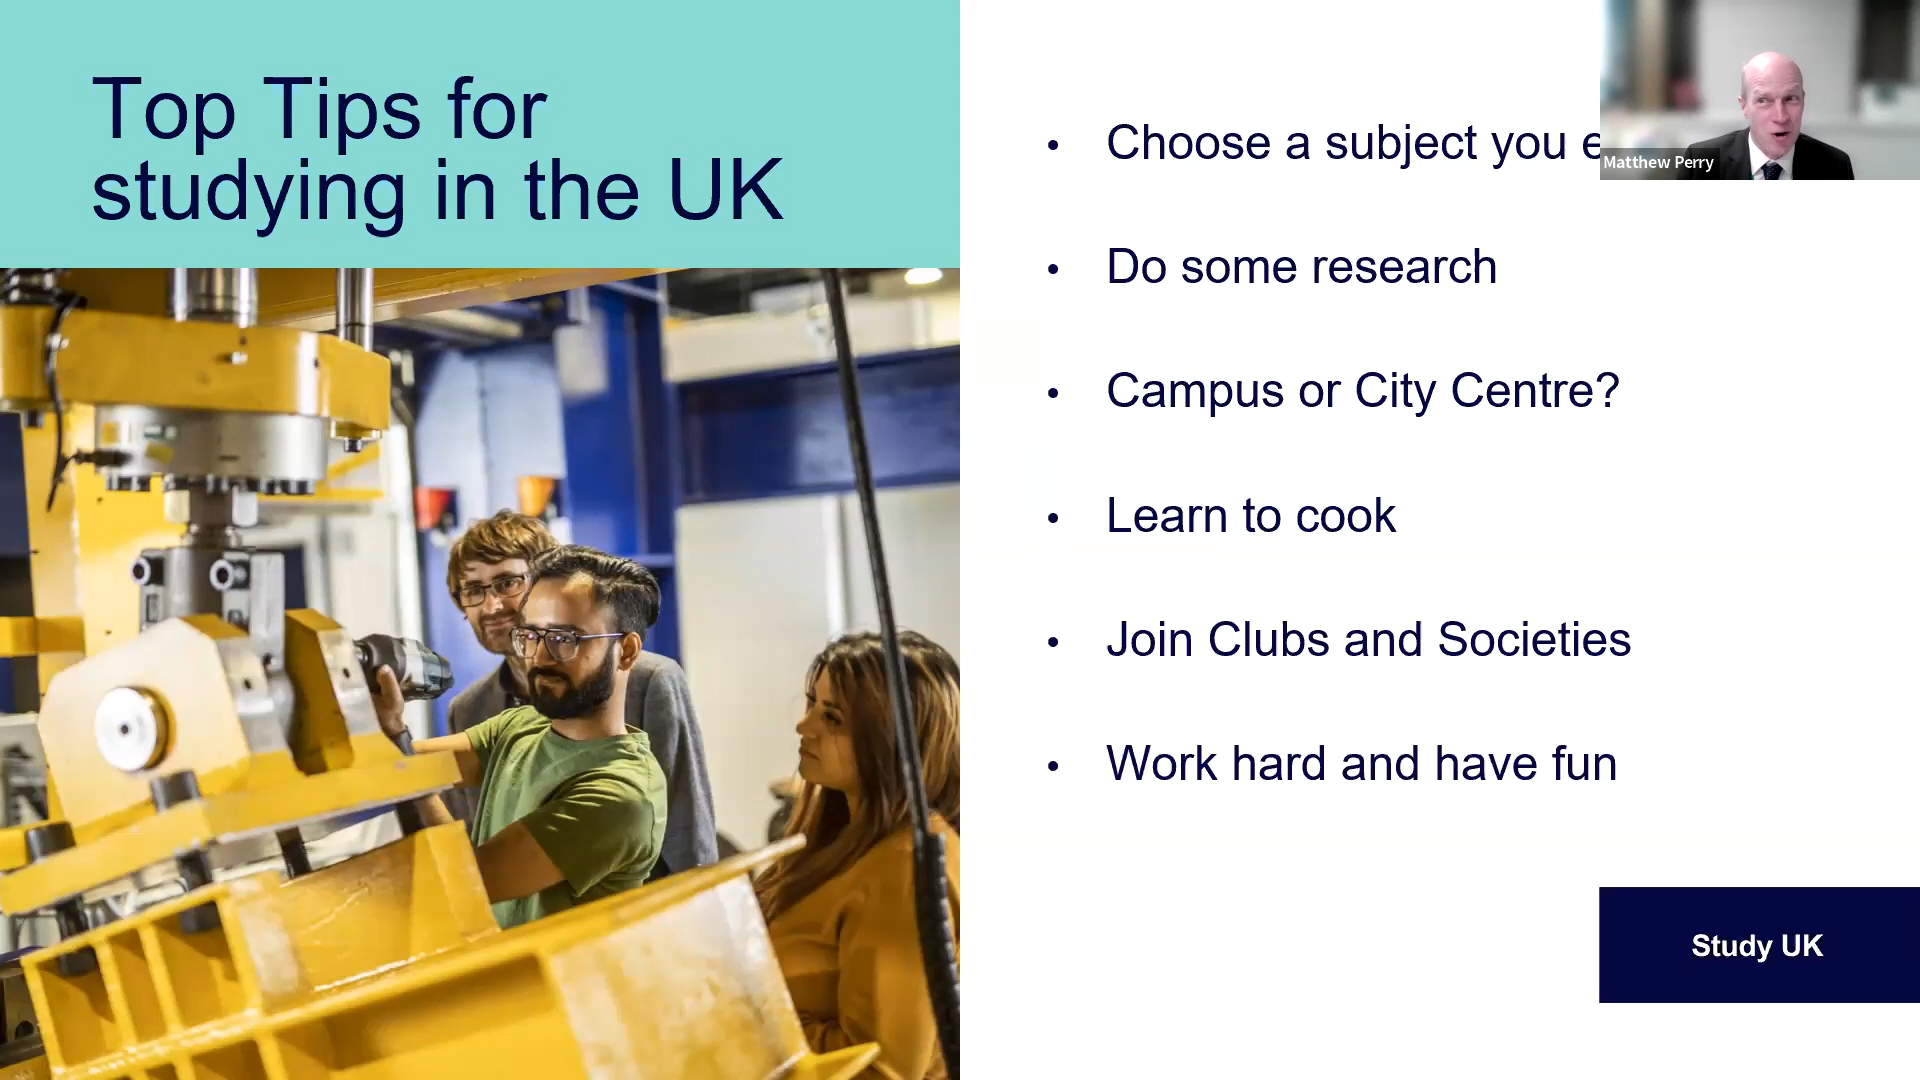 Top Tips for
studying in the UK
• Choose a subject you
Matthew Perry
• Do some research
• Campus or City Centre?
• Learn to cook
• Join Clubs and Societies
• Work hard and have fun
Study UK